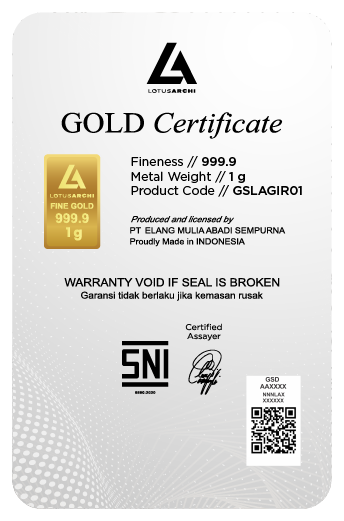 LOTUSARCHI
GOLD Certificate
LOTUSARCHI
FINE GOLD
999.9
1g
Fineness // 999.9
Metal Weight // 1 g
Product Code // GSLAGIR01
Produced and licensed by
PT ELANG MULIA ABADI SEMPURNA
Proudly Made in INDONESIA
WARRANTY VOID IF SEAL IS BROKEN
Garansi tidak berlaku jika kemasan rusak
Certified
Assayer
SNI
8880:2020
GSD
AAXXXX
NNNLAX
XXXXXX